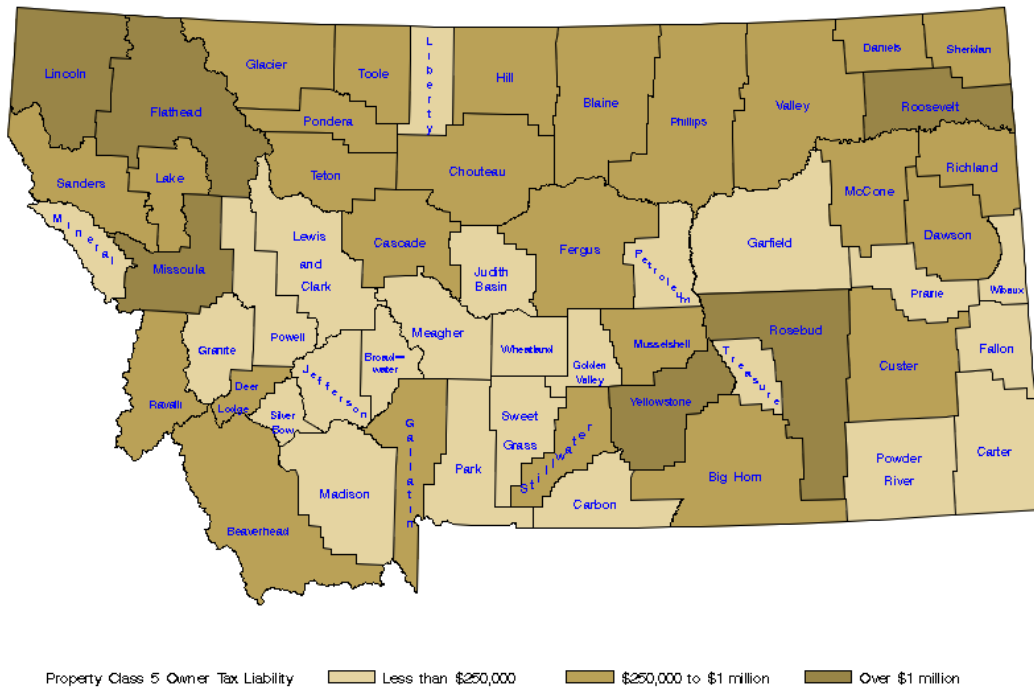 Lincoln
Flathead
Glacier
Toole
Liberty
Hill
Blaine
Phillips
Valley
Daniels
Sheridan
Roosevelt
Pondera
Teton
Chouteau
Richland
McCone
Dawson
Sanders
Lake
Mineral
Missoula
Lewis
and
Clark
Cascade
Judith
Basin
Fergus
Petroleum
Garfield
Prarie
Wibaux
Powell
Granite
Meagher
Broad-
water
Jefferson
Wheatland
Golden
Valley
Musselshell
Rosebud
Treasure
Custer
Fallon
Ravalli
Deer
Lodge
Silver
Bow
Gallatin
Park
Sweet
Grass
Stillwater
Yellowstone
Big Horn
Powder
River
Carter
Carbon
Madison
Beaverhead
Property Class 5 Owner Tax Liability Less than $250,000 $250,000 to $1 million Over $1 million